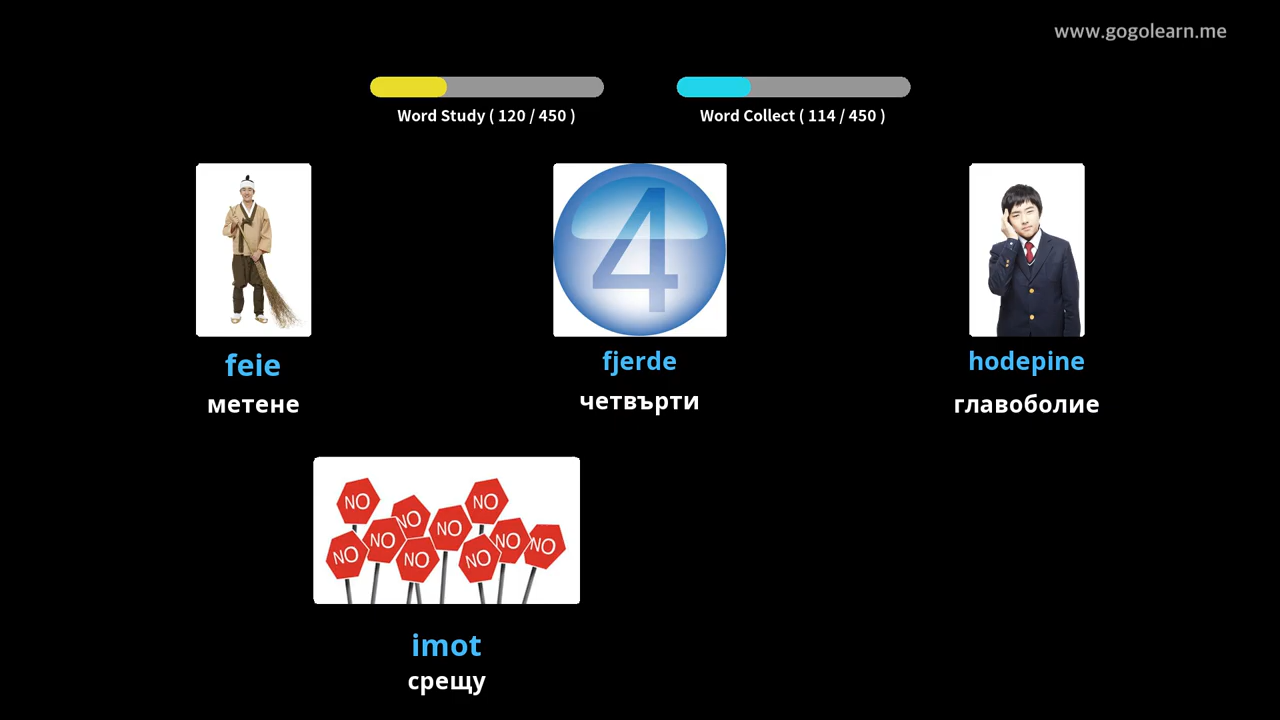 www.gogolearn.me
Word Study ( 120 / 450 )
Word Collect ( 114 / 450 )
4
feie
метене
fjerde
четвърти
hodepine
главоболие
NO
NO
NO
NO
NO
NO
NO
NO
NO
NO
imot
срещу